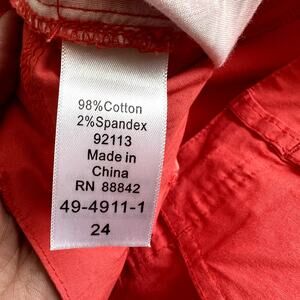 98%Cotton
2%Spandex
92113
Made in
China
RN 88842
49-4911-1
24